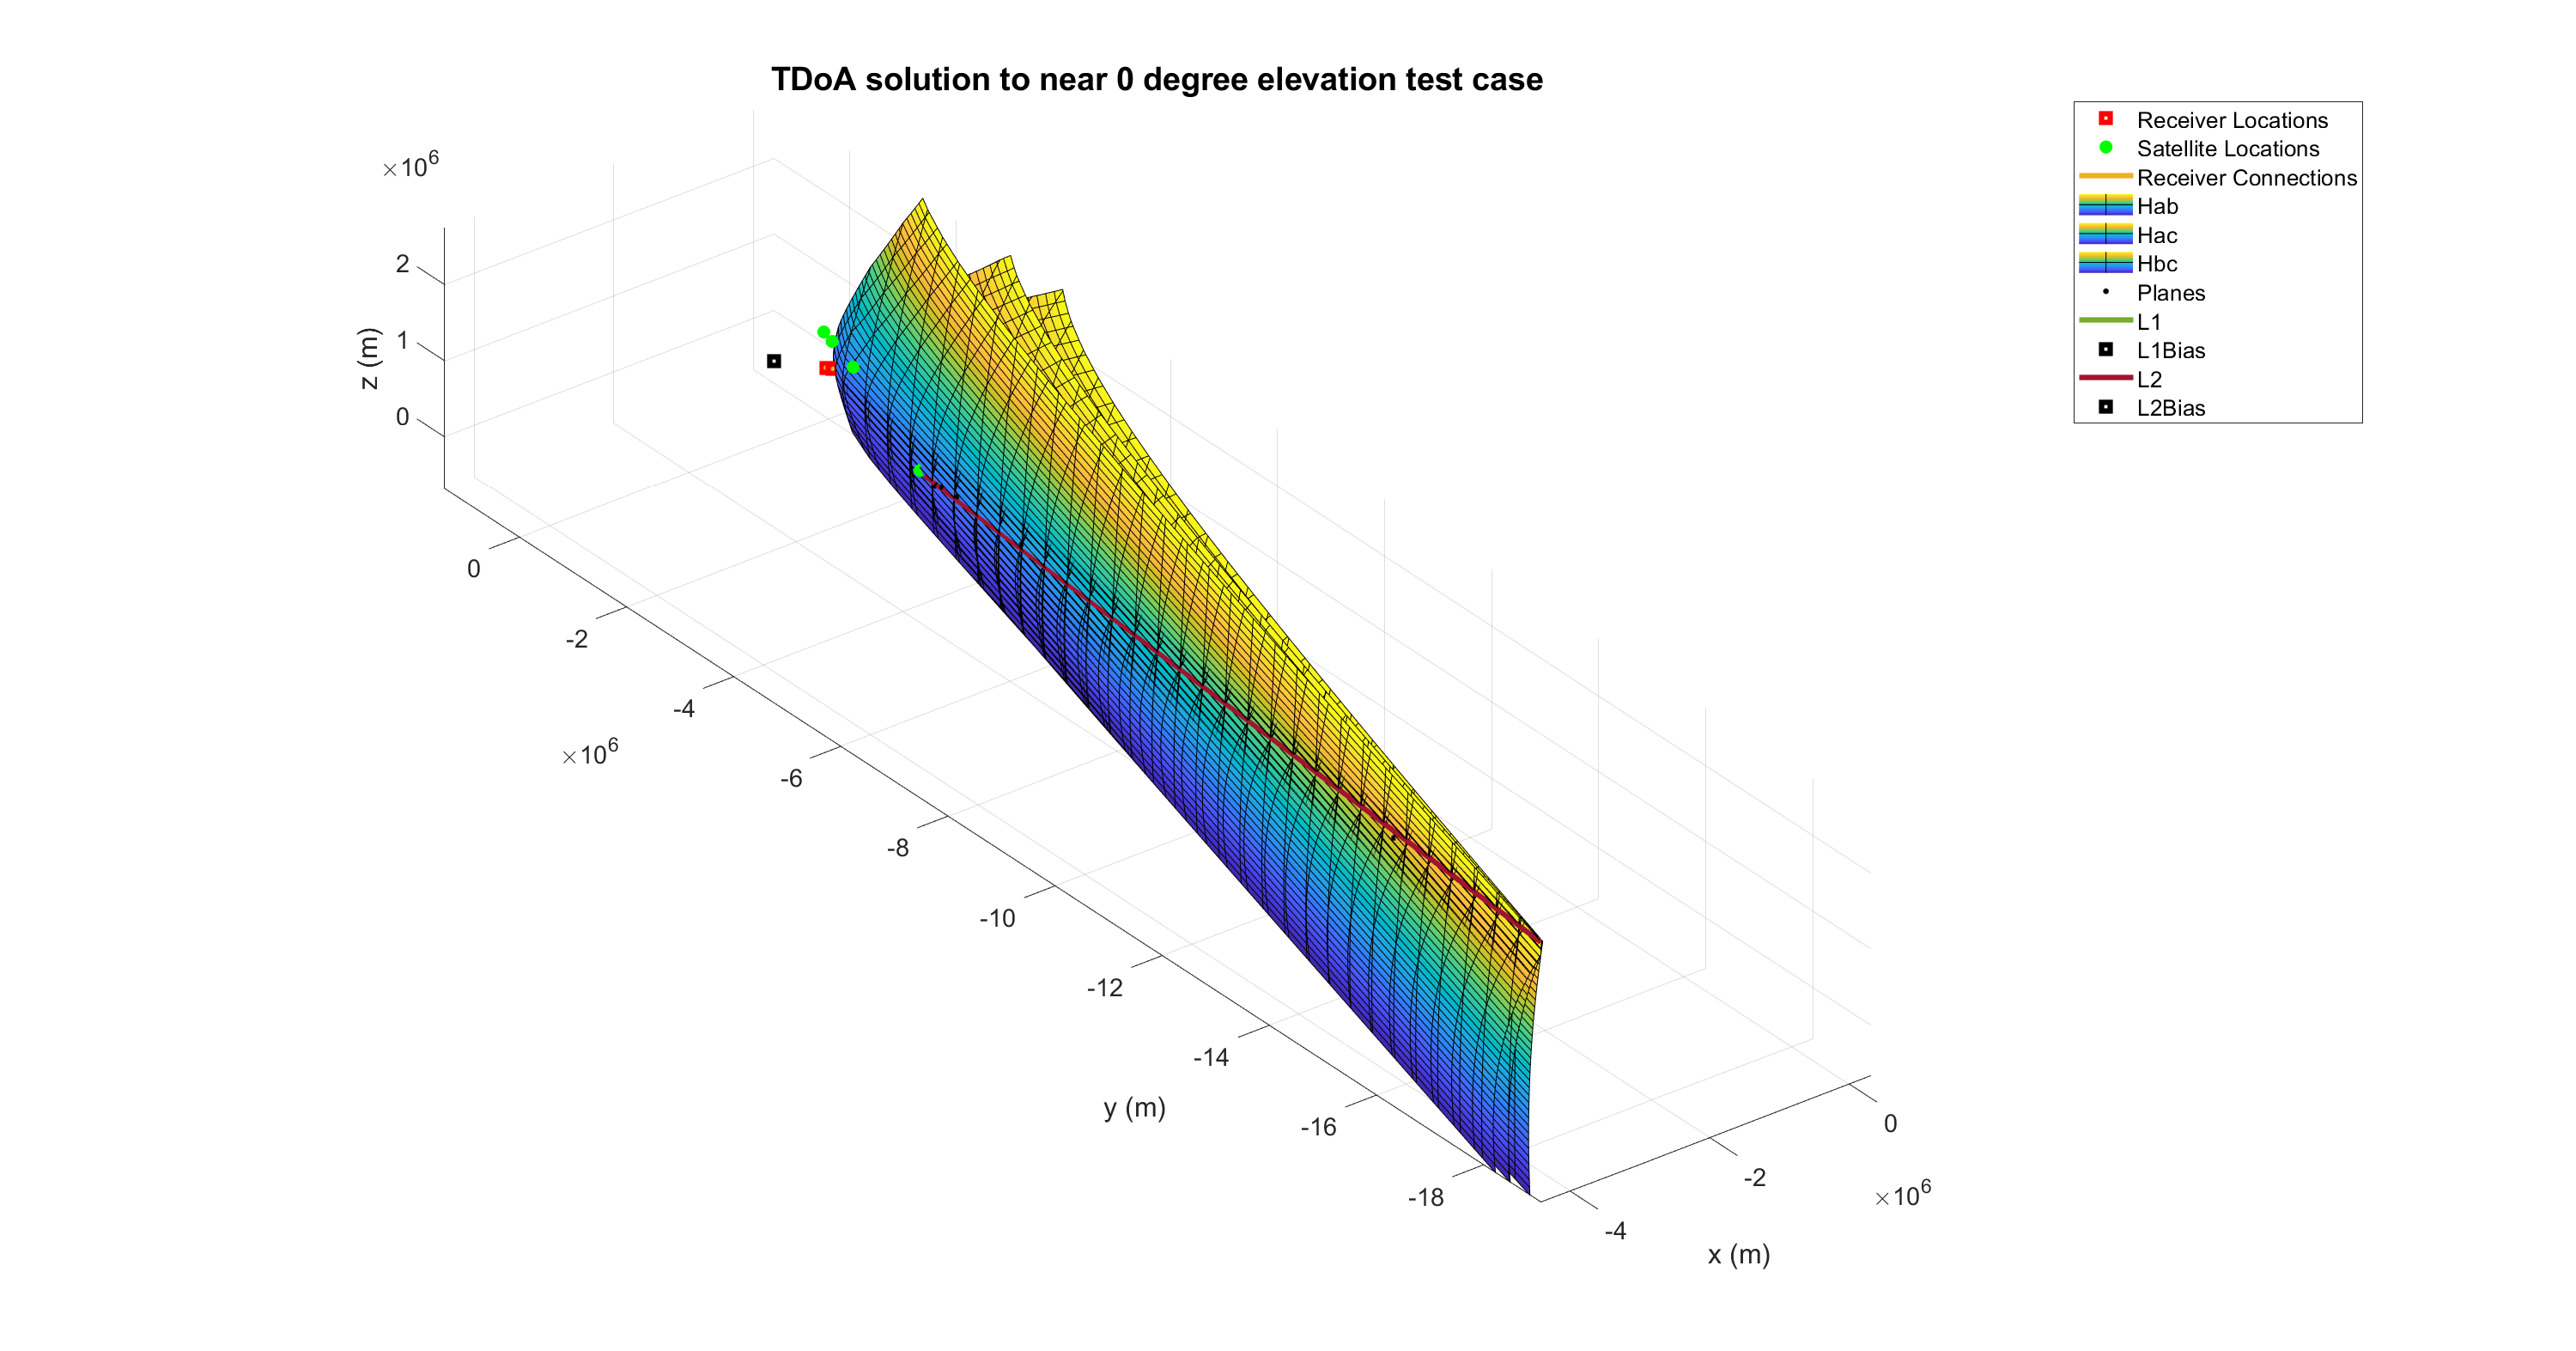 TDoA solution to near 0 degree elevation test case
Receiver Locations
Satellite Locations
Receiver Connections
Hab
Hac
Hbc
Planes
L1
L1Bias
L2
L2Bias
×10^6
2
1
0
z (m)
0
-2
-4
-6
-8
-10
-12
-14
-16
-18
×10^6
y (m)
0
-2
-4
×10^6
x (m)